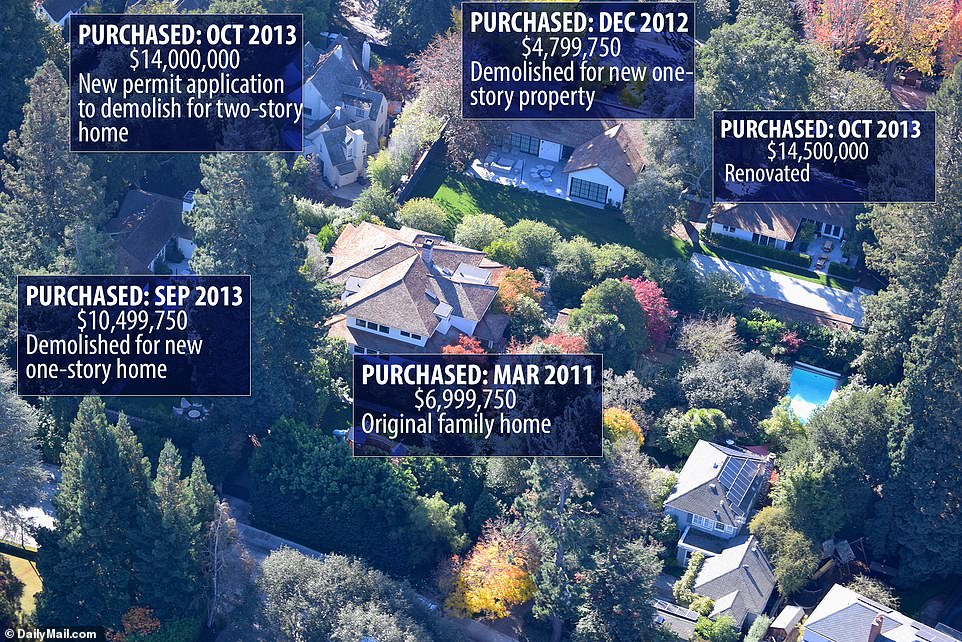 PURCHASED: OCT 2013
$14,000,000
New permit application
to demolish for two-story
home
PURCHASED: DEC 2012
$4,799,750
Demolished for new one-
story property
PURCHASED: OCT 2013
$14,500,000
Renovated
PURCHASED: SEP 2013
$10,499,750
Demolished for new
one-story home
PURCHASED: MAR 2011
$6,999,750
Original family home
© DailyMail.com